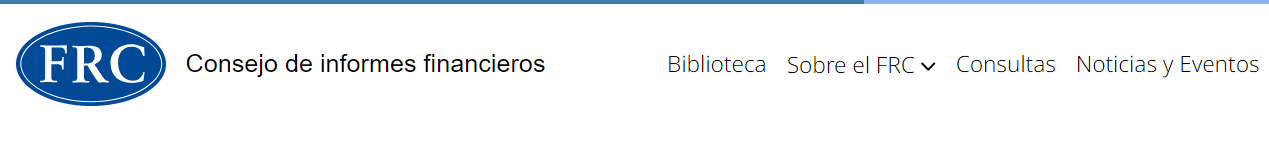 FRC
Consejo de informes financieros
Biblioteca
Sobre el FRC
Consultas
Noticias y Eventos